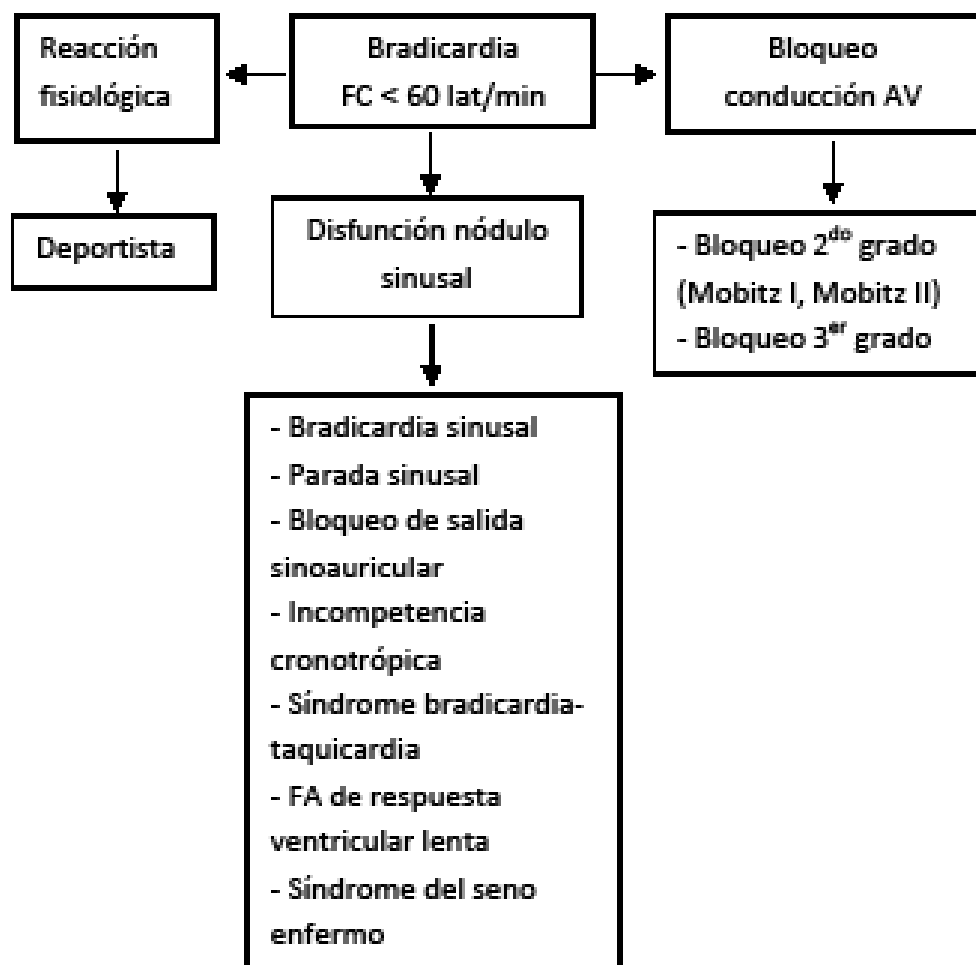 Reacción
fisiológica
Bradicardia
FC < 60 lat/min
Bloqueo
conducción AV
Deportista
Disfunción nódulo
sinusal
- Bloqueo 2do grado
(Mobitz I, Mobitz II)
- Bloqueo 3er grado
- Bradicardia sinusal
- Parada sinusal
- Bloqueo de salida
sinoauricular
- Incompetencia
cronotrópica
- Síndrome bradicardia-
taquicardia
- FA de respuesta
ventricular lenta
- Síndrome del seno
enfermo